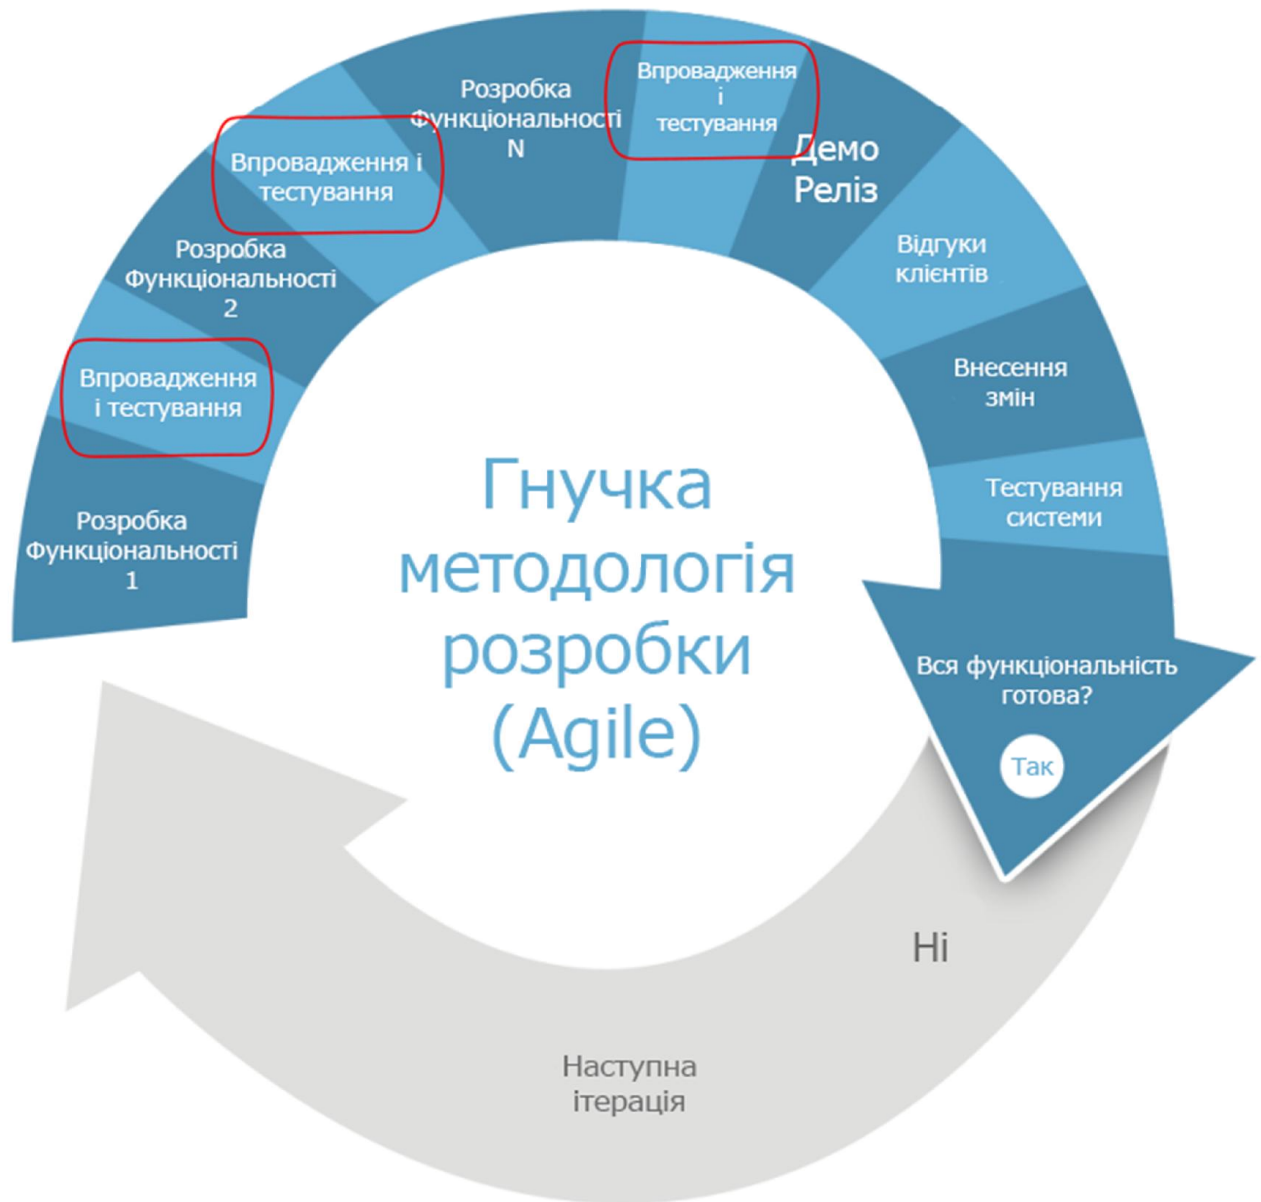 Розробка
Функціональності
1
Впровадження
і тестування
Розробка
Функціональності
2
Впровадження і
тестування
Розробка
Функціональності
N
Впровадження
і
тестування
Демо
Реліз
Відгуки
клієнтів
Внесення
змін
Тестування
системи
Вся функціональність
готова?
Так
Ні
Наступна
ітерація
Гнучка
методологія
розробки
(Agile)